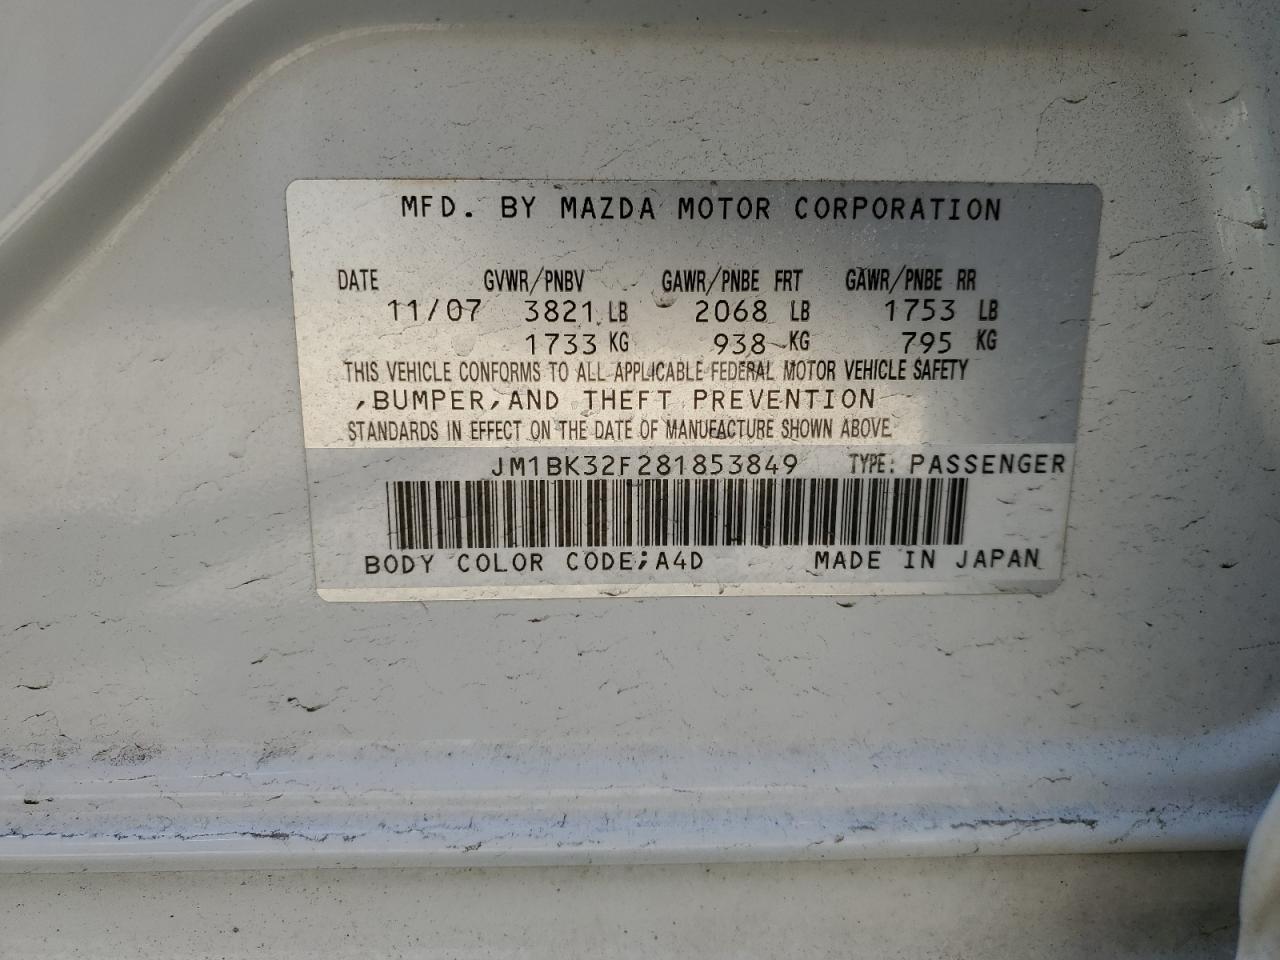 MFD. BY MAZDA MOTOR CORPORATION
DATE GVWR/PNBV GAWR/PNBE FRT GAWR/PNBE RR
11/07 3821 LB 2068 LB 1753 LB
1733 KG 938 KG 795 KG
THIS VEHICLE CONFORMS TO ALL APPLICABLE FEDERAL MOTOR VEHICLE SAFETY
,BUMPER,AND THEFT PREVENTION
STANDARDS IN EFFECT ON THE DATE OF MANUFACTURE SHOWN ABOVE.
JM1BK32F281853849 TYPE: PASSENGER
BODY COLOR CODE;A4D MADE IN JAPAN